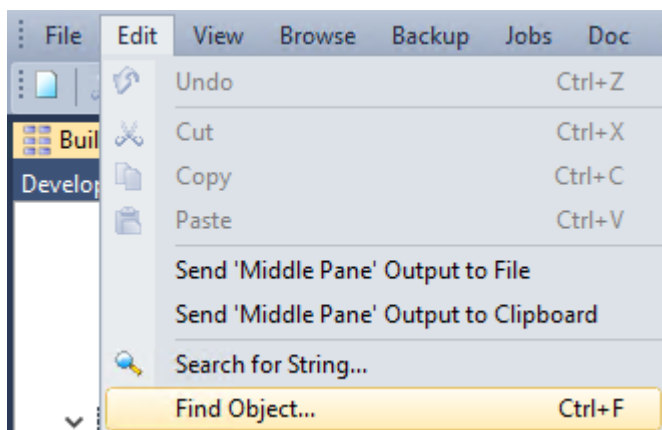 File Edit View Browse Backup Jobs Doc
Undo Ctrl+Z
Buil
Cut Ctrl+X
Develop
Copy Ctrl+C
Paste Ctrl+V
Send 'Middle Pane' Output to File
Send 'Middle Pane' Output to Clipboard
Search for String...
Find Object... Ctrl+F